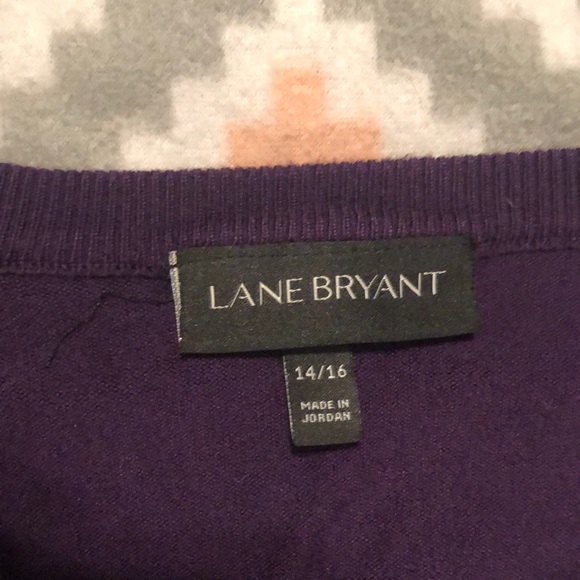 LANE BRYANT
14/16
MADE IN
JORDAN